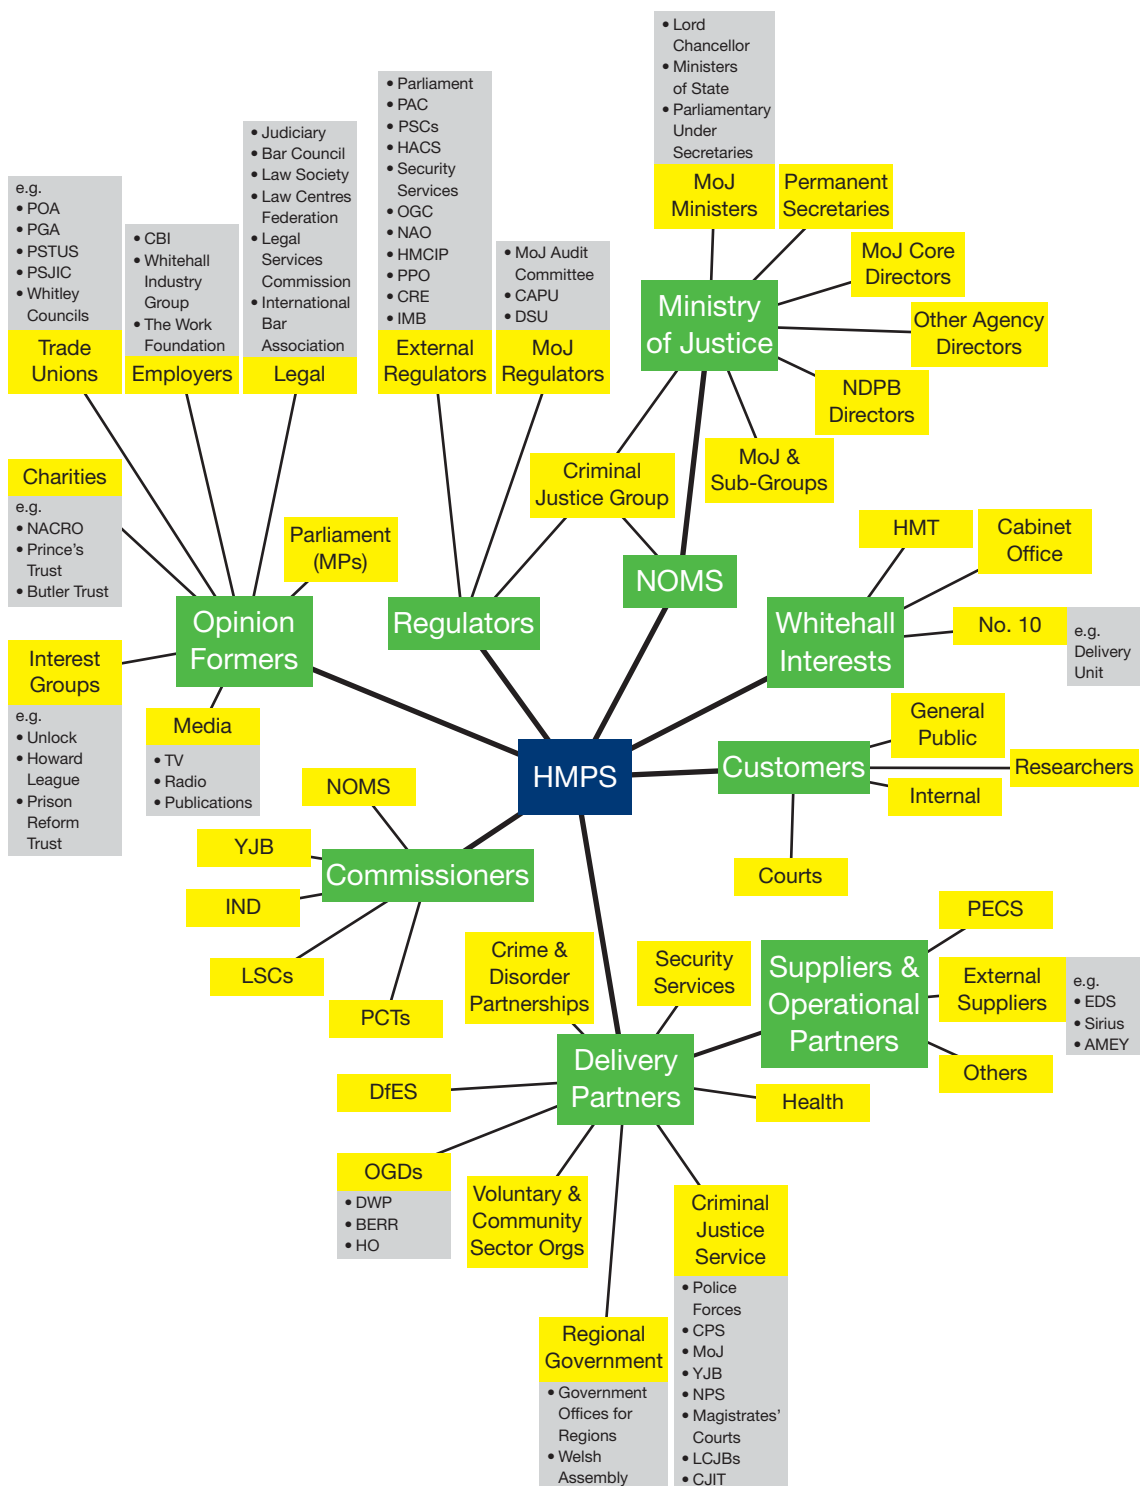 • Lord
Chancellor
• Ministers
of State
• Parliamentary
Under
Secretaries
MoJ
Ministers
Permanent
Secretaries
MoJ Core
Directors
Other Agency
Directors
NDPB
Directors
MoJ &
Sub-Groups
Ministry
of Justice
Criminal
Justice Group
• Parliament
• PAC
• PSCs
• HACS
• Security
Services
• OGC
• NAO
• HMCIP
• PPO
• CRE
• IMB
External
Regulators
• MoJ Audit
Committee
• CAPU
• DSU
MoJ
Regulators
• Judiciary
• Bar Council
• Law Society
• Law Centres
Federation
• Legal
Services
Commission
• International
Bar
Association
Legal
• CBI
• Whitehall
Industry
Group
• The Work
Foundation
Employers
e.g.
• POA
• PGA
• PSTUS
• PSJIC
• Whitley
Councils
Trade
Unions
Charities
e.g.
• NACRO
• Prince's
Trust
• Butler Trust
Parliament
(MPs)
Opinion
Formers
Regulators
NOMS
Whitehall
Interests
HMT
Cabinet
Office
No. 10
e.g.
Delivery
Unit
Interest
Groups
e.g.
• Unlock
• Howard
League
• Prison
Reform
Trust
Media
• TV
• Radio
• Publications
HMPS
Customers
General
Public
Researchers
Internal
Courts
NOMS
YJB
IND
LSCs
PCTs
Commissioners
Crime &
Disorder
Partnerships
Security
Services
Suppliers &
Operational
Partners
PECS
External
Suppliers
e.g.
• EDS
• Sirius
• AMEY
Others
Delivery
Partners
DfES
Health
OGDs
• DWP
• BERR
• HO
Voluntary &
Community
Sector Orgs
Criminal
Justice
Service
• Police
Forces
• CPS
• MoJ
• YJB
• NPS
• Magistrates'
Courts
• LCJBs
• CJIT
Regional
Government
• Government
Offices for
Regions
• Welsh
Assembly